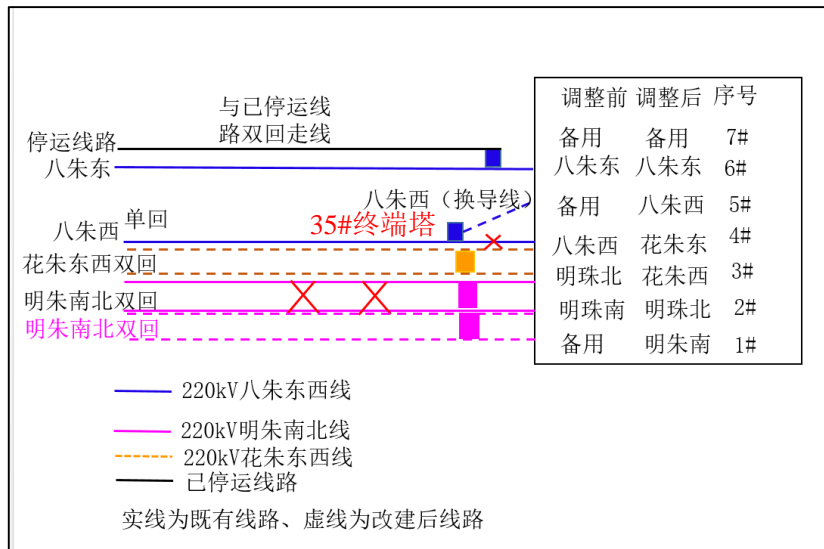 与已停运线
路双回走线
停运线路
八朱东
八朱西（换导线）
单回
八朱西
35#终端塔
花朱东西双回
明朱南北双回
明朱南北双回
调整前 调整后 序号
备用 备用 7#
八朱东 八朱东 6#
备用 八朱西 5#
八朱西 花朱东 4#
明珠北 花朱西 3#
明珠南 明珠北 2#
备用 明朱南 1#
220kV八朱东西线
220kV明朱南北线
220kV花朱东西线
已停运线路
实线为既有线路、虚线为改建后线路